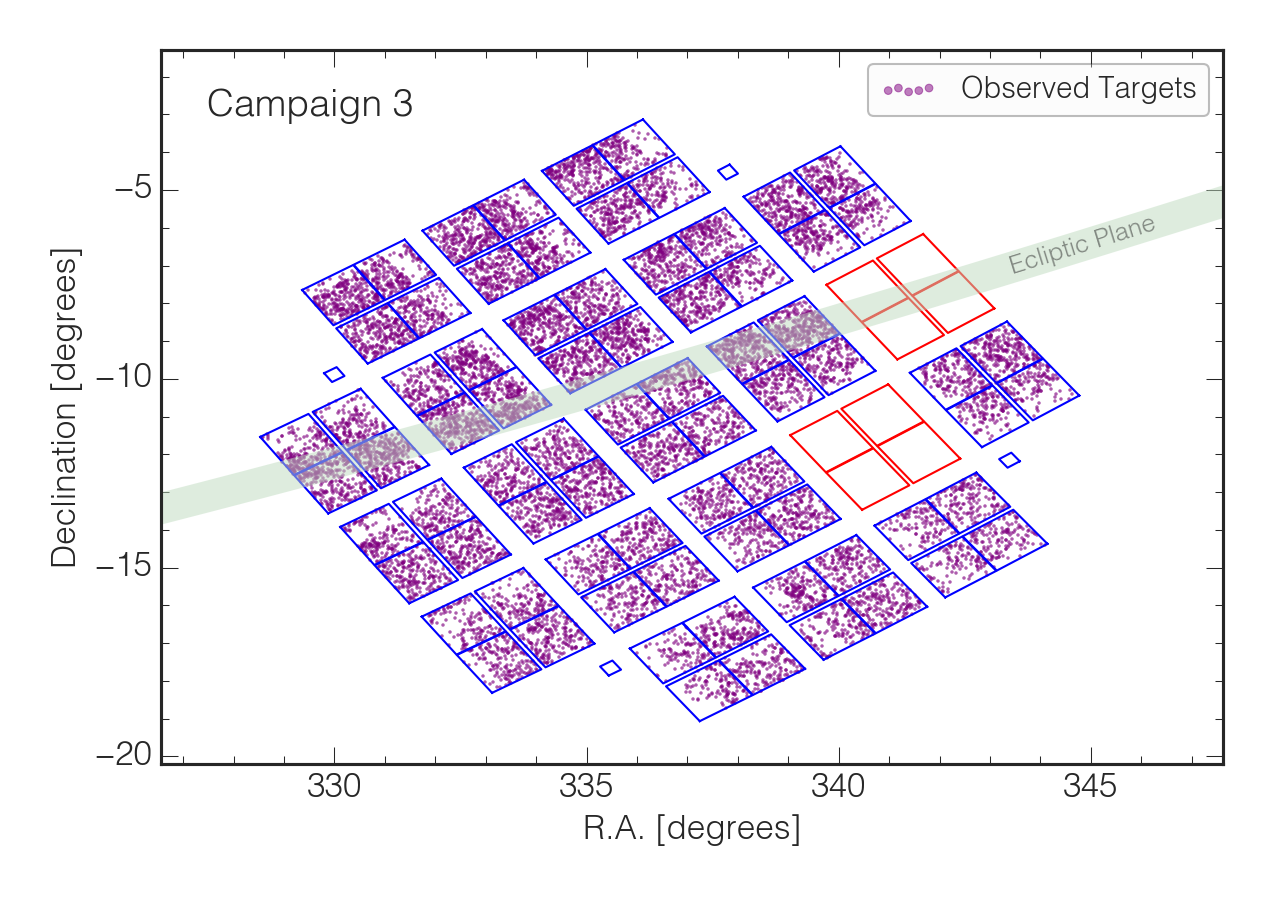 Campaign 3
Observed Targets
Ecliptic Plane
Declination [degrees]
−5
−10
−15
−20
330
335
340
345
R.A. [degrees]